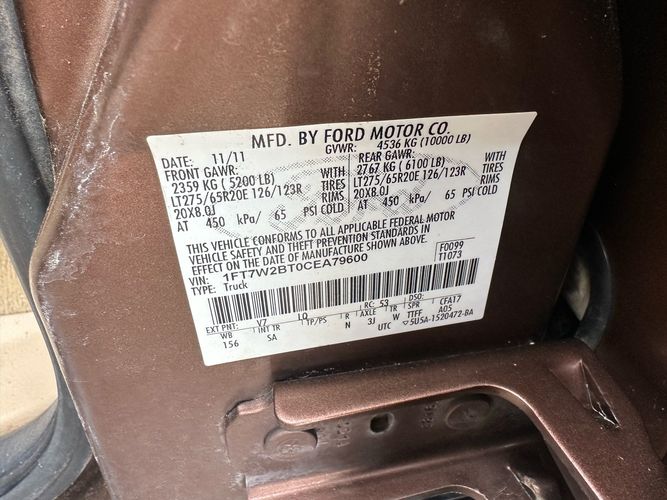 MFD. BY FORD MOTOR CO.
DATE: 11/11 GVWR: 4536 KG (10000 LB)
FRONT GAWR: REAR GAWR:
2359 KG ( 5200 LB) WITH 2767 KG ( 6100 LB) WITH
LT275/65R20E 126/123R TIRES LT275/65R20E 126/123R TIRES
20X8.0J RIMS 20X8.0J RIMS
AT 450 kPa/ 65 PSI COLD AT 450 kPa/ 65 PSI COLD
THIS VEHICLE CONFORMS TO ALL APPLICABLE FEDERAL MOTOR
VEHICLE SAFETY AND THEFT PREVENTION STANDARDS IN
EFFECT ON THE DATE OF MANUFACTURE SHOWN ABOVE.
VIN: 1FT7W2BT0CEA79600 F0099
TYPE: Truck T1073
EXT PNT: V7 LQ RC: 53 DSO:
WB INT TR TP/PS R AXLE TR SPR CFA17
156 SA N 3J W TTFF A05
UTC ▽5U5A-1520472-BA